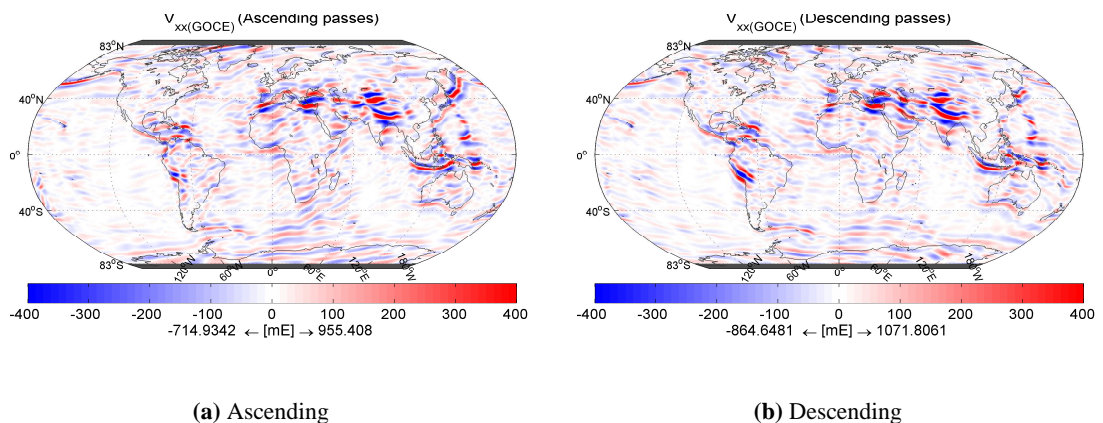 V_xx(GOCE) (Ascending passes)
83°N
40°N
0°
40°S
83°S
120°W 60°W 0° 60°E 120°E 180°W
-400 -300 -200 -100 0 100 200 300 400
-714.9342 ← [mE] → 955.408
(a) Ascending
V_xx(GOCE) (Descending passes)
83°N
40°N
0°
40°S
83°S
120°W 60°W 0° 60°E 120°E 180°W
-400 -300 -200 -100 0 100 200 300 400
-864.6481 ← [mE] → 1071.8061
(b) Descending